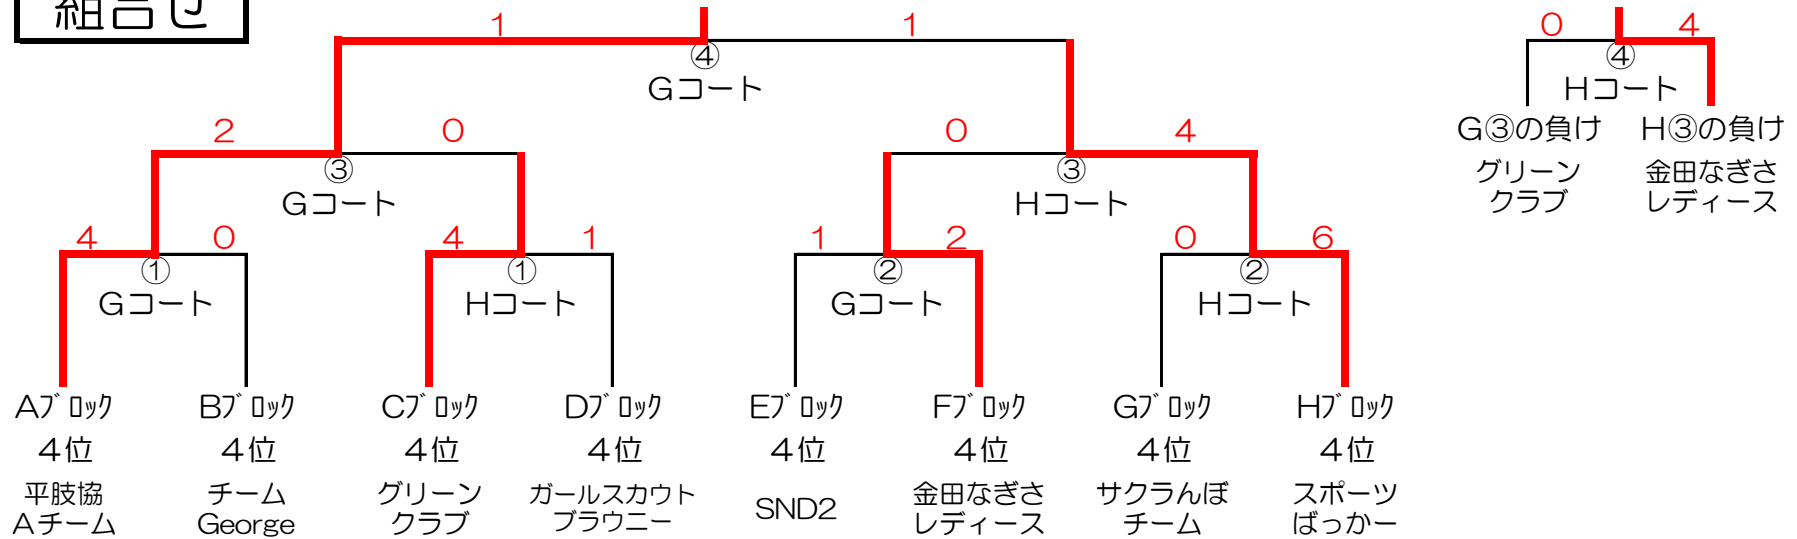 組合せ
1 1 0 4
④ ④
Gコート Hコート
G③の負け H③の負け
2 0 0 4
③ ③
グリーン 金田なぎさ
クラブ レディース
Gコート Hコート
4 0 4 1 1 2 0 6
① ① ② ②
Gコート Hコート Gコート Hコート
Aブロック Bブロック Cブロック Dブロック Eブロック Fブロック Gブロック Hブロック
4位 4位 4位 4位 4位 4位 4位 4位
平肢協 チーム グリーン ガールスカウト SND2 金田なぎさ サクラんぼ スポーツ
Aチーム George クラブ ブラウニー レディース チーム ばっかー